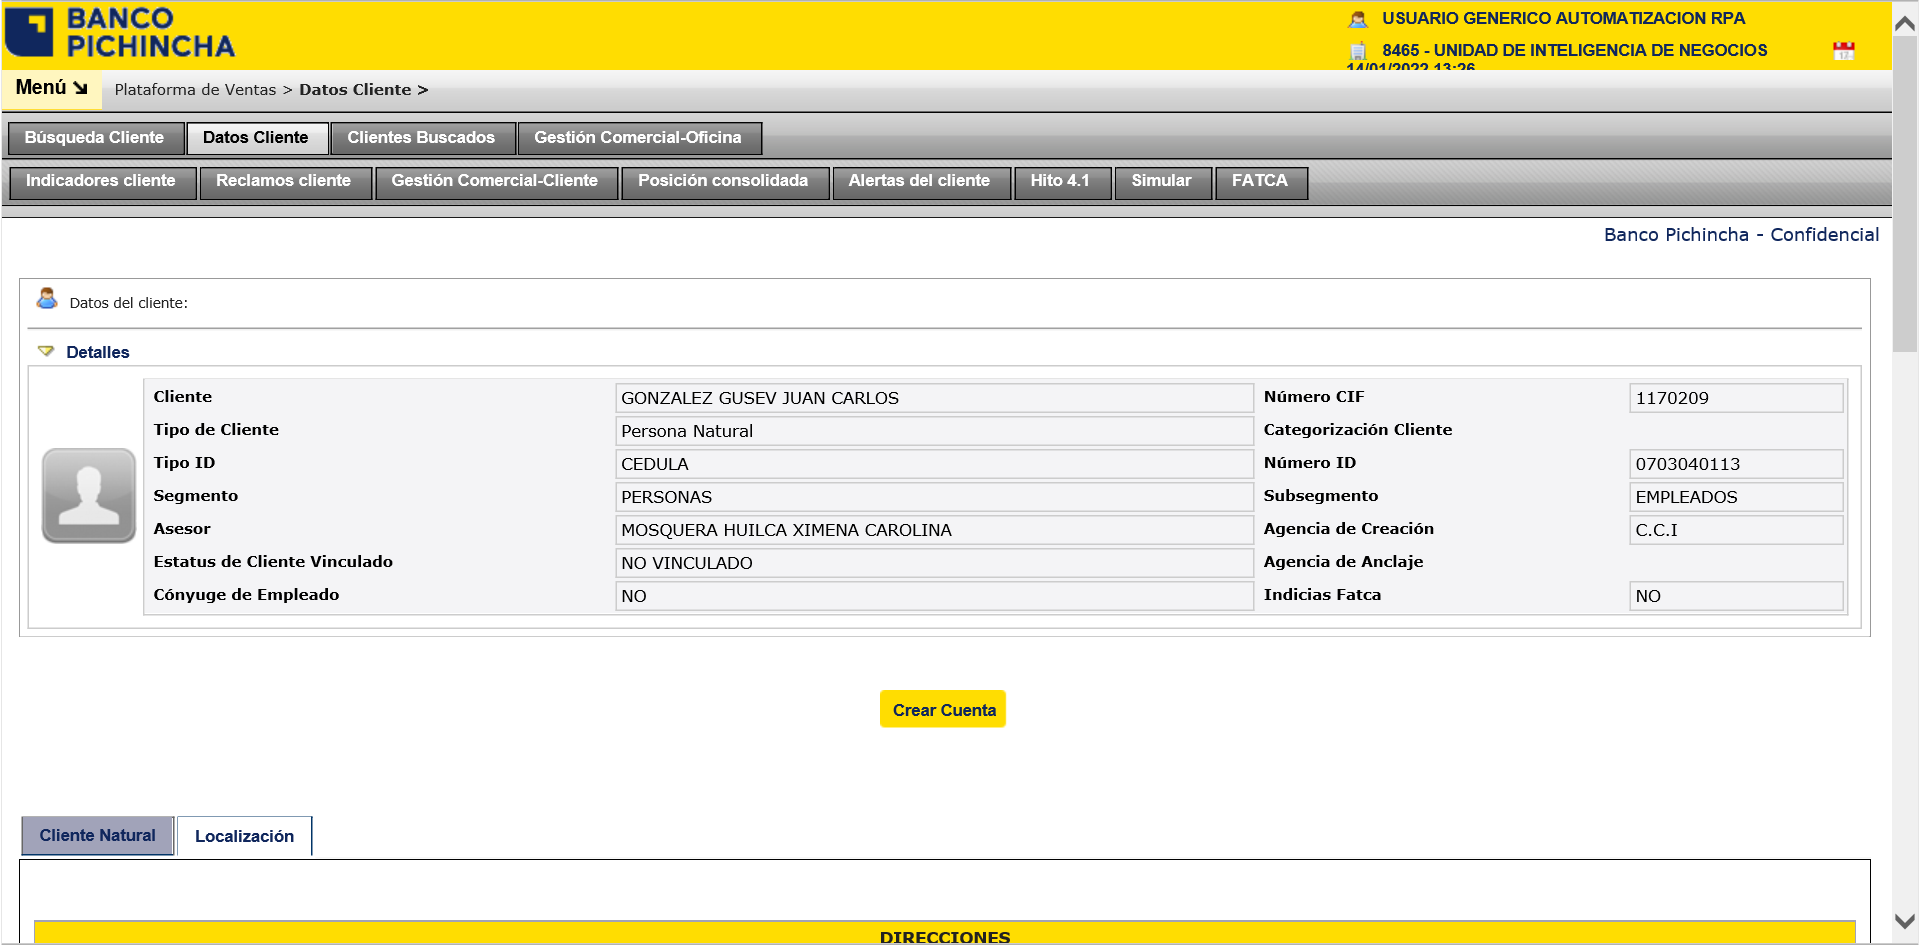 BANCO
PICHINCHA
USUARIO GENERICO AUTOMATIZACION RPA
8465 - UNIDAD DE INTELIGENCIA DE NEGOCIOS
14/01/2022 13:26
Menú Plataforma de Ventas > Datos Cliente >
Búsqueda Cliente Datos Cliente Clientes Buscados Gestión Comercial-Oficina
Indicadores cliente Reclamos cliente Gestión Comercial-Cliente Posición consolidada Alertas del cliente Hito 4.1 Simular FATCA
Banco Pichincha - Confidencial
Datos del cliente:
Detalles
Cliente GONZALEZ GUSEV JUAN CARLOS Número CIF 1170209
Tipo de Cliente Persona Natural Categorización Cliente
Tipo ID CEDULA Número ID 0703040113
Segmento PERSONAS Subsegmento EMPLEADOS
Asesor MOSQUERA HUILCA XIMENA CAROLINA Agencia de Creación C.C.I
Estatus de Cliente Vinculado NO VINCULADO Agencia de Anclaje
Cónyuge de Empleado NO Indicias Fatca NO
Crear Cuenta
Cliente Natural Localización
DIRECCIONES